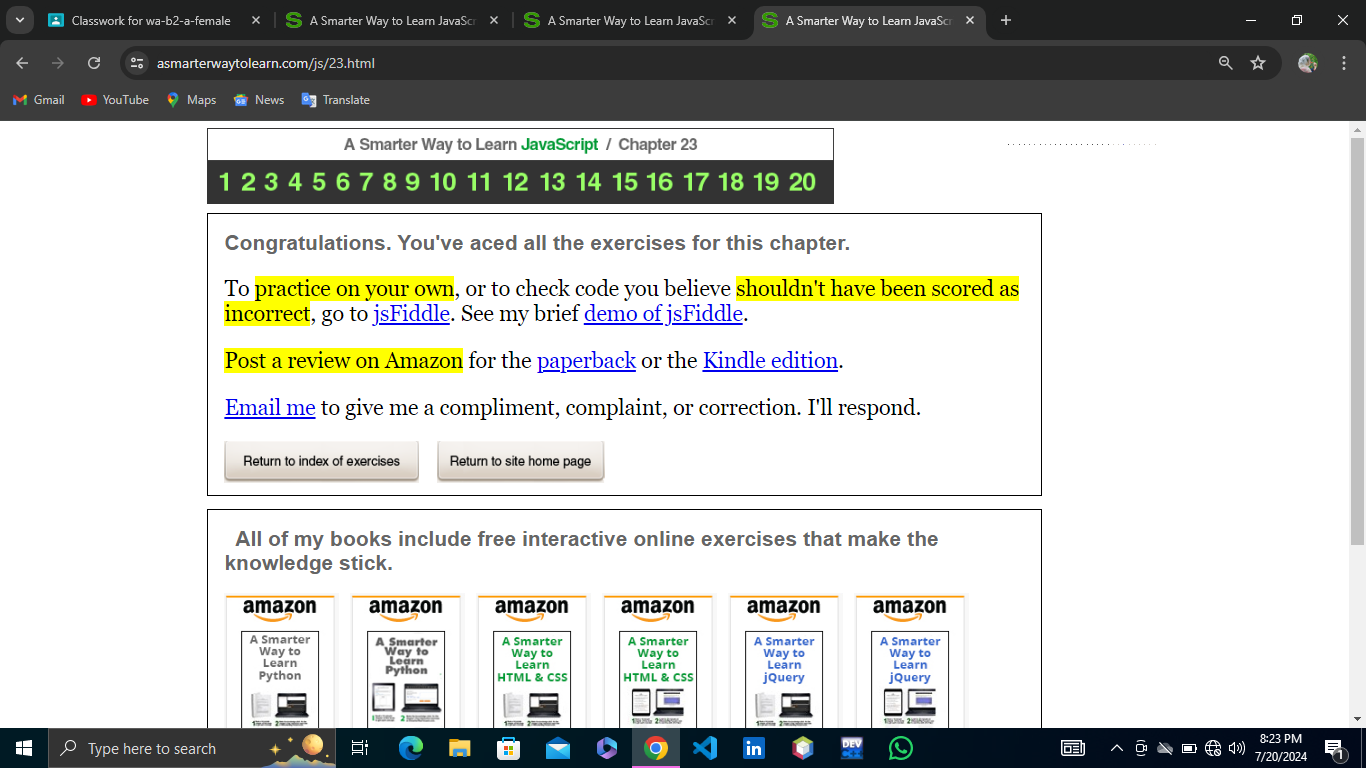 Classwork for wa-b2-a-female
A Smarter Way to Learn JavaSc
A Smarter Way to Learn JavaSc
A Smarter Way to Learn JavaSc
asmarterwaytolearn.com/js/23.html
Gmail YouTube Maps News Translate
A Smarter Way to Learn JavaScript / Chapter 23
1 2 3 4 5 6 7 8 9 10 11 12 13 14 15 16 17 18 19 20
Congratulations. You've aced all the exercises for this chapter.
To practice on your own, or to check code you believe shouldn't have been scored as
incorrect, go to jsFiddle. See my brief demo of jsFiddle.
Post a review on Amazon for the paperback or the Kindle edition.
Email me to give me a compliment, complaint, or correction. I'll respond.
Return to index of exercises
Return to site home page
All of my books include free interactive online exercises that make the
knowledge stick.
amazon
A Smarter
Way to
Learn
Python
amazon
A Smarter
Way to
Learn
Python
amazon
A Smarter
Way to
Learn
HTML & CSS
amazon
A Smarter
Way to
Learn
HTML & CSS
amazon
A Smarter
Way to
Learn
jQuery
amazon
A Smarter
Way to
Learn
jQuery
Type here to search
DEV
8:23 PM
7/20/2024
1